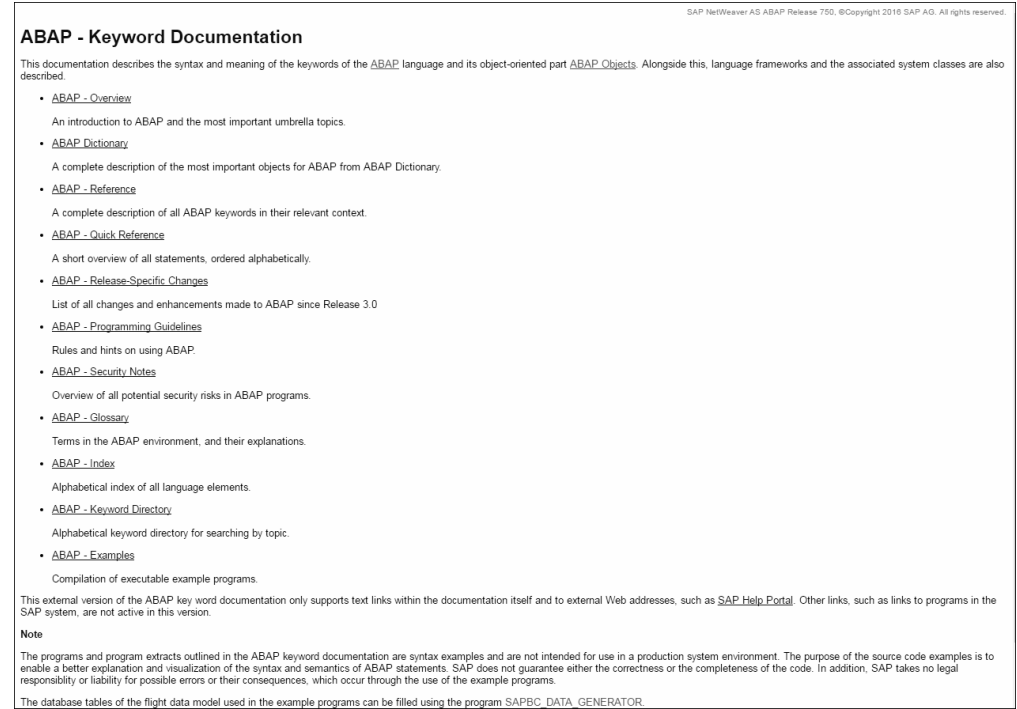 SAP NetWeaver AS ABAP Release 750, ©Copyright 2016 SAP AG. All rights reserved.
ABAP - Keyword Documentation
This documentation describes the syntax and meaning of the keywords of the ABAP language and its object-oriented part ABAP Objects. Alongside this, language frameworks and the associated system classes are also
described.
• ABAP - Overview
An introduction to ABAP and the most important umbrella topics.
• ABAP Dictionary
A complete description of the most important objects for ABAP from ABAP Dictionary.
• ABAP - Reference
A complete description of all ABAP keywords in their relevant context.
• ABAP - Quick Reference
A short overview of all statements, ordered alphabetically.
• ABAP - Release-Specific Changes
List of all changes and enhancements made to ABAP since Release 3.0
• ABAP - Programming Guidelines
Rules and hints on using ABAP.
• ABAP - Security Notes
Overview of all potential security risks in ABAP programs.
• ABAP - Glossary
Terms in the ABAP environment, and their explanations.
• ABAP - Index
Alphabetical index of all language elements.
• ABAP - Keyword Directory
Alphabetical keyword directory for searching by topic.
• ABAP - Examples
Compilation of executable example programs.
This external version of the ABAP key word documentation only supports text links within the documentation itself and to external Web addresses, such as SAP Help Portal. Other links, such as links to programs in the
SAP system, are not active in this version.
Note
The programs and program extracts outlined in the ABAP keyword documentation are syntax examples and are not intended for use in a production system environment. The purpose of the source code examples is to
enable a better explanation and visualization of the syntax and semantics of ABAP statements. SAP does not guarantee either the correctness or the completeness of the code. In addition, SAP takes no legal
responsiblity or liability for possible errors or their consequences, which occur through the use of the example programs.
The database tables of the flight data model used in the example programs can be filled using the program SAPBC_DATA_GENERATOR.